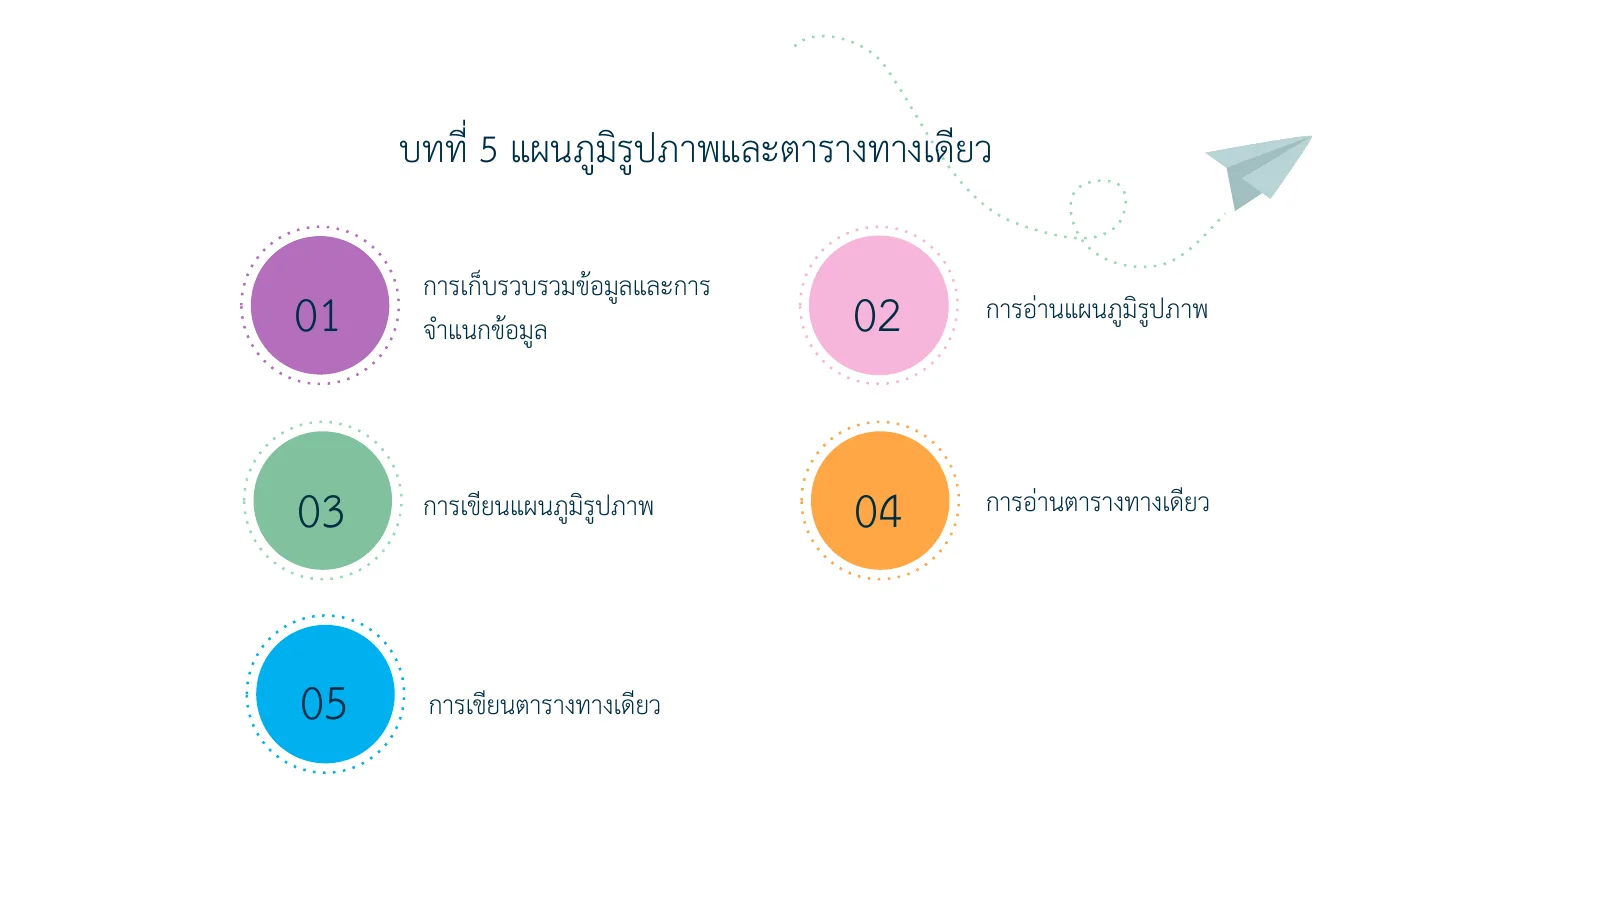 บทที่ 5 แผนภูมิรูปภาพและตารางทางเดียว
01
การเก็บรวบรวมข้อมูลและการ
จำแนกข้อมูล
02
การอ่านแผนภูมิรูปภาพ
03
การเขียนแผนภูมิรูปภาพ
04
การอ่านตารางทางเดียว
05
การเขียนตารางทางเดียว